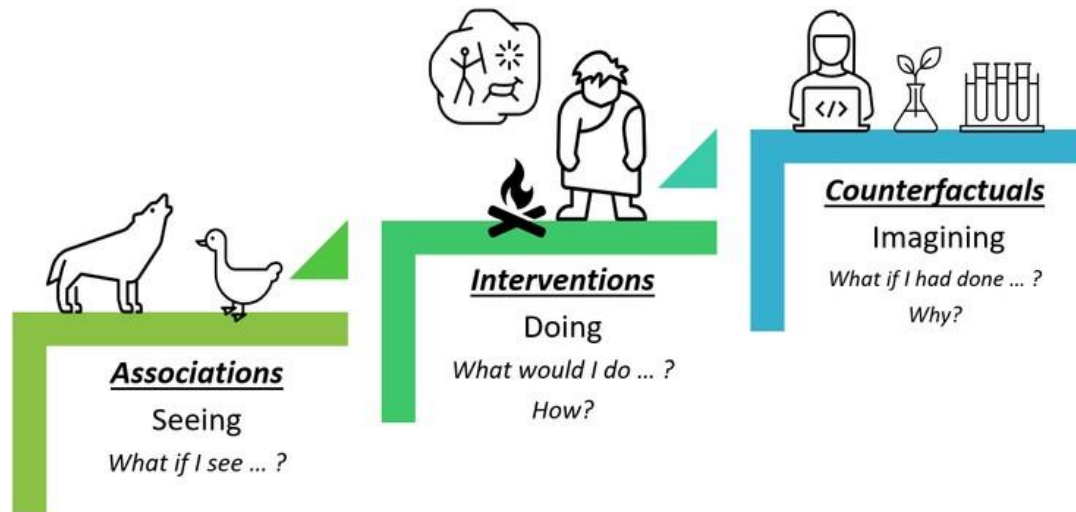 </>
Counterfactuals
Imagining
What if I had done ... ?
Why?
Interventions
Doing
What would I do ... ?
How?
Associations
Seeing
What if I see ... ?